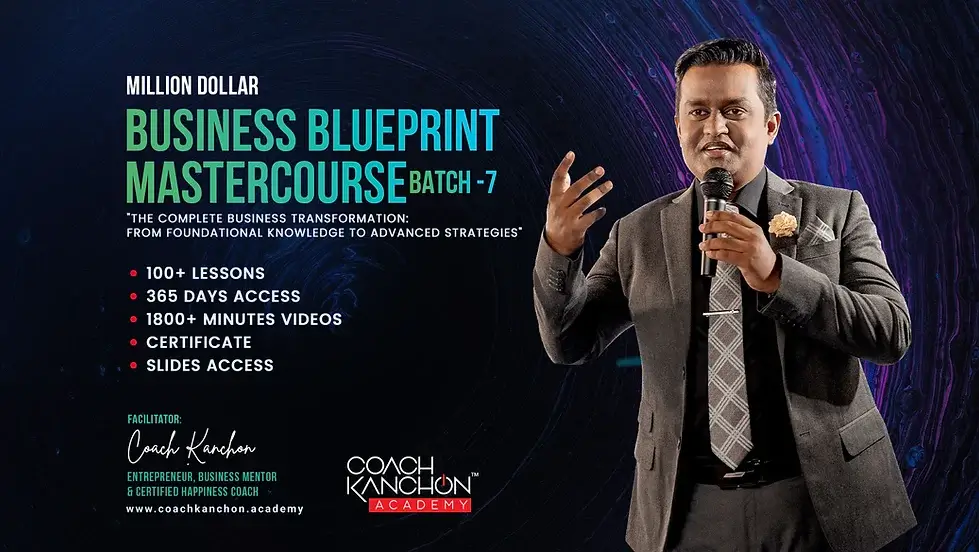 MILLION DOLLAR
BUSINESS BLUEPRINT
MASTERCOURSE BATCH -7
"THE COMPLETE BUSINESS TRANSFORMATION:
FROM FOUNDATIONAL KNOWLEDGE TO ADVANCED STRATEGIES"
100+ LESSONS
365 DAYS ACCESS
1800+ MINUTES VIDEOS
CERTIFICATE
SLIDES ACCESS
FACILITATOR:
Coach Kanchon
ENTREPRENEUR, BUSINESS MENTOR
& CERTIFIED HAPPINESS COACH
www.coachkanchon.academy
COACH
KANCHON™
ACADEMY